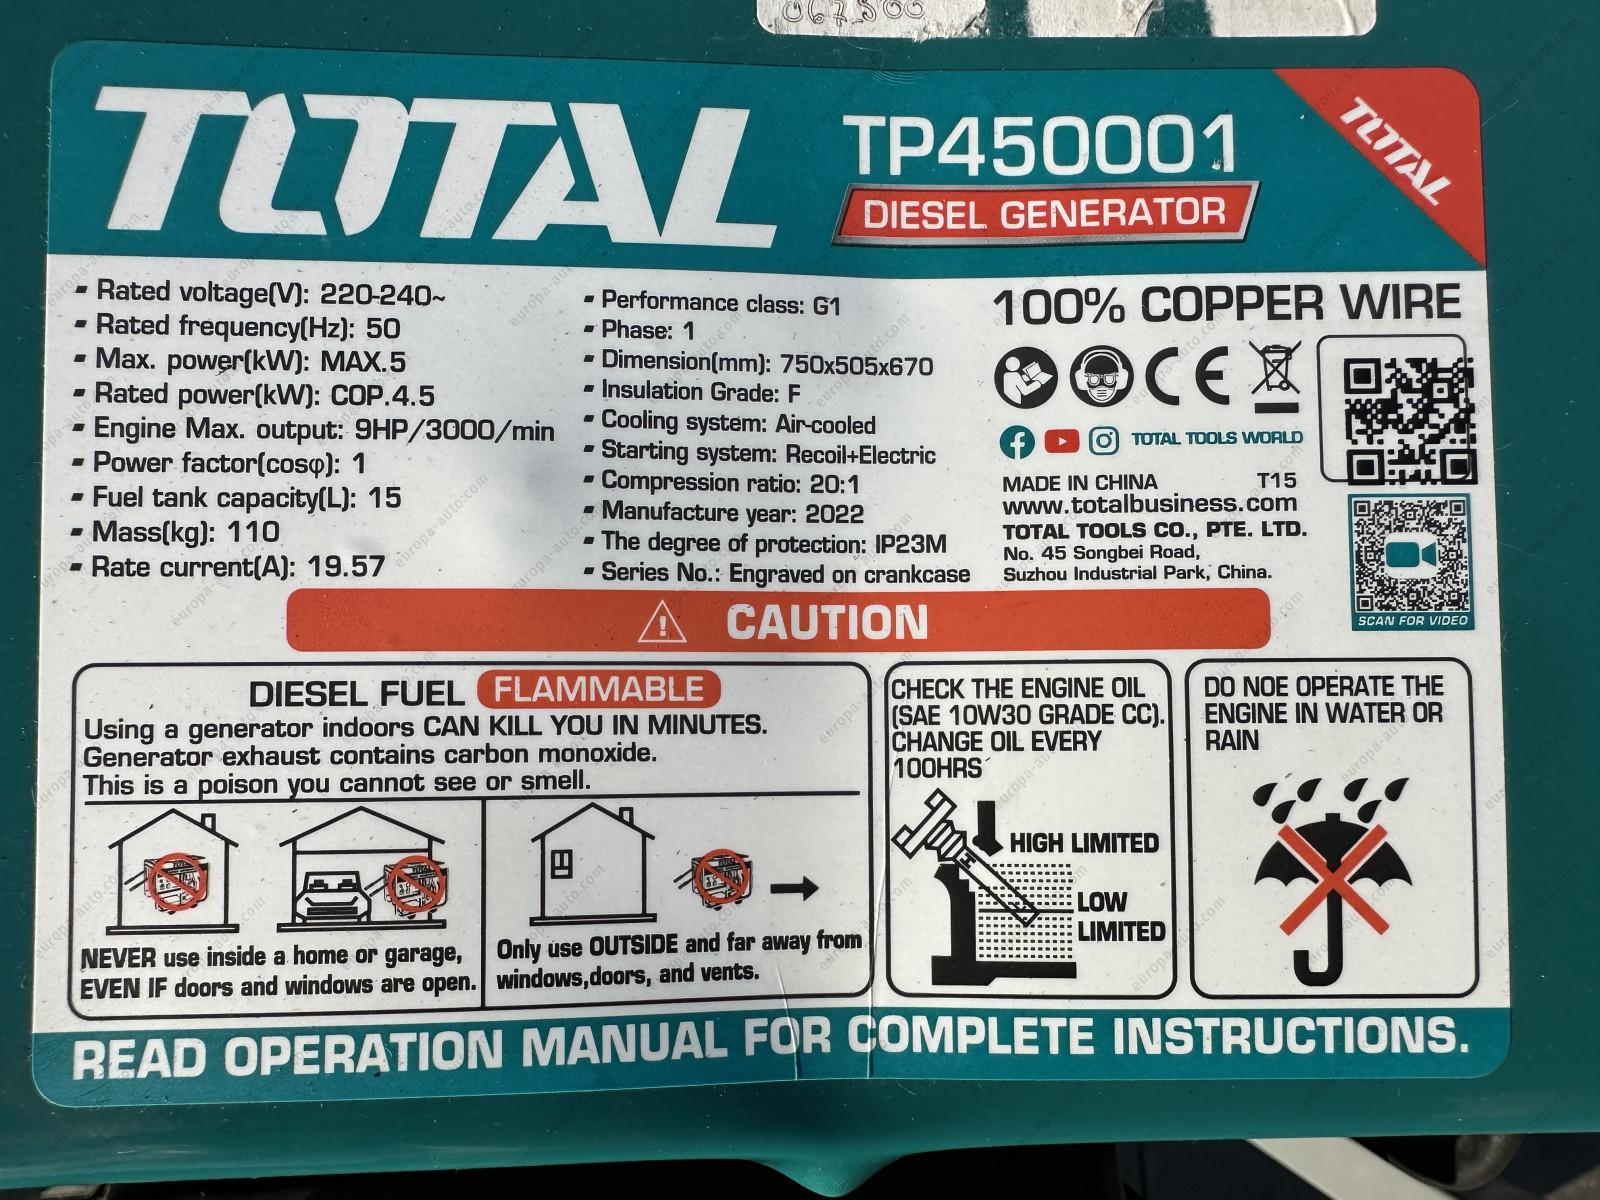 067500
TOTAL
TP450001
DIESEL GENERATOR
TOTAL
Rated voltage(V): 220-240~
Rated frequency(Hz): 50
Max. power(kW): MAX.5
Rated power(kW): COP.4.5
Engine Max. output: 9HP/3000/min
Power factor(cosφ): 1
Fuel tank capacity(L): 15
Mass(kg): 110
Rate current(A): 19.57
Performance class: G1
Phase: 1
Dimension(mm): 750x505x670
Insulation Grade: F
Cooling system: Air-cooled
Starting system: Recoil+Electric
Compression ratio: 20:1
Manufacture year: 2022
The degree of protection: IP23M
Series No.: Engraved on crankcase
100% COPPER WIRE
CE
TOTAL TOOLS WORLD
MADE IN CHINA T15
www.totalbusiness.com
TOTAL TOOLS CO., PTE. LTD.
No. 45 Songbei Road,
Suzhou Industrial Park, China.
SCAN FOR VIDEO
CAUTION
DIESEL FUEL FLAMMABLE
Using a generator indoors CAN KILL YOU IN MINUTES.
Generator exhaust contains carbon monoxide.
This is a poison you cannot see or smell.
NEVER use inside a home or garage,
EVEN IF doors and windows are open.
Only use OUTSIDE and far away from
windows,doors, and vents.
CHECK THE ENGINE OIL
(SAE 10W30 GRADE CC).
CHANGE OIL EVERY
100HRS
HIGH LIMITED
LOW
LIMITED
DO NOE OPERATE THE
ENGINE IN WATER OR
RAIN
READ OPERATION MANUAL FOR COMPLETE INSTRUCTIONS.
europa-auto.com